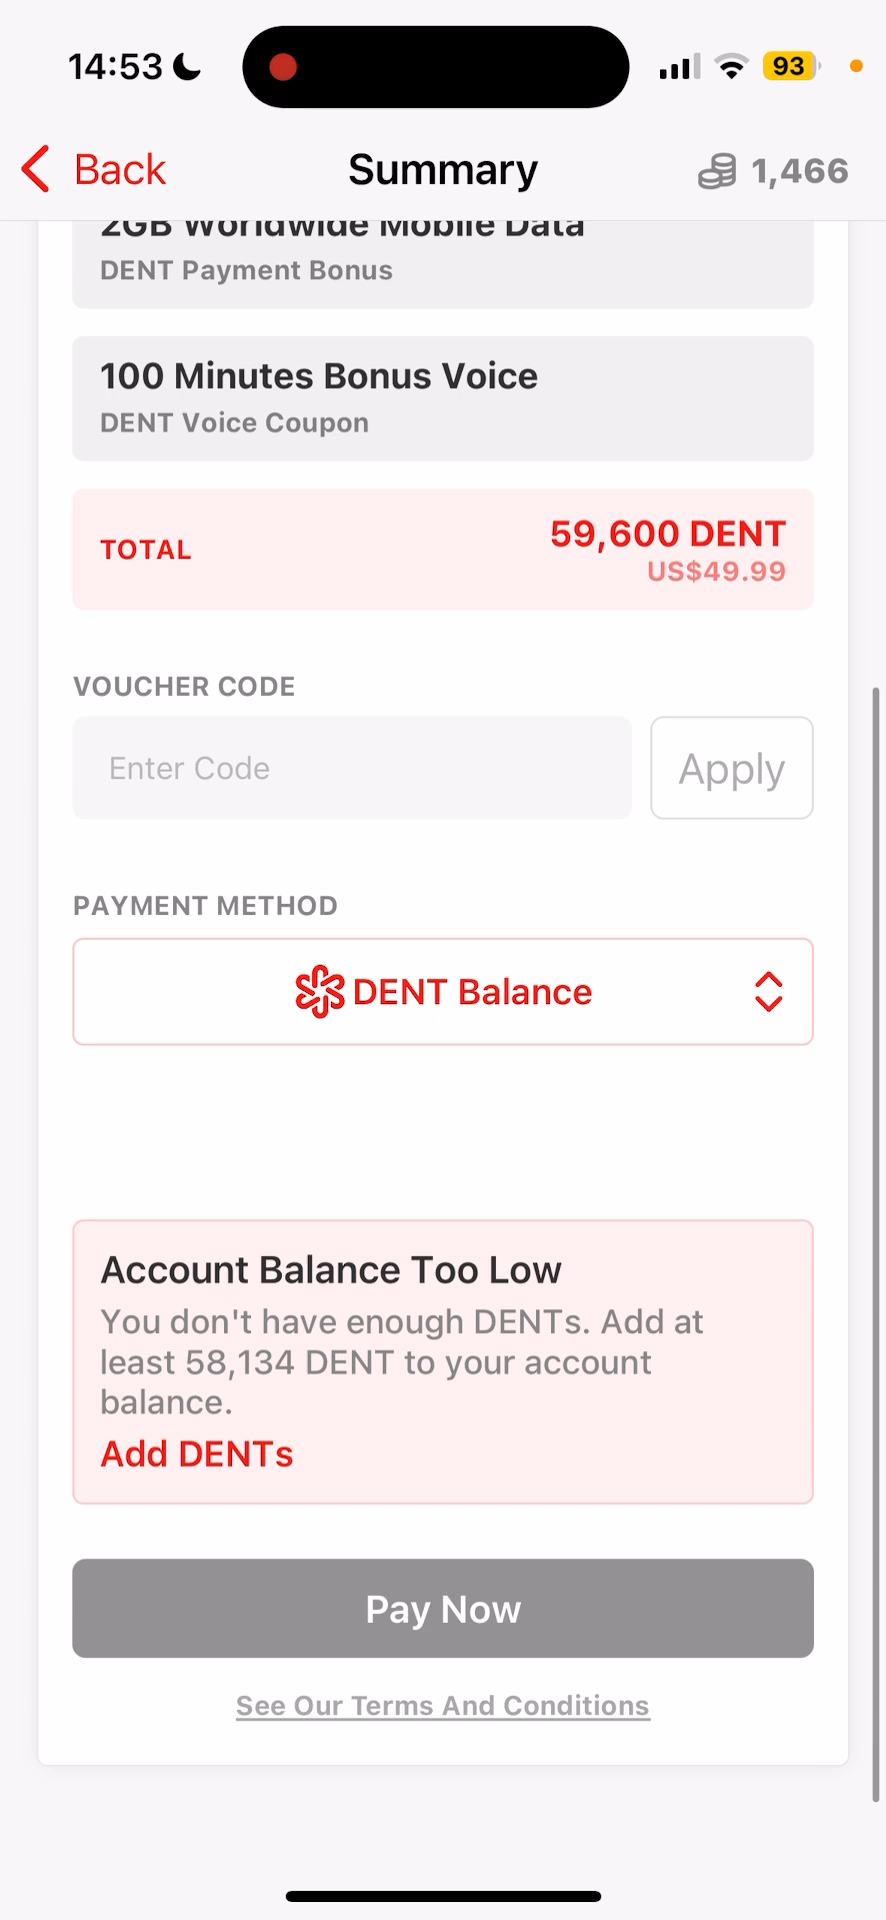 14:53
93
Back
Summary
1,466
2GB Worldwide Mobile Data
DENT Payment Bonus
100 Minutes Bonus Voice
DENT Voice Coupon
TOTAL
59,600 DENT
US$49.99
VOUCHER CODE
Enter Code
Apply
PAYMENT METHOD
DENT Balance
Account Balance Too Low
You don't have enough DENTs. Add at
least 58,134 DENT to your account
balance.
Add DENTs
Pay Now
See Our Terms And Conditions